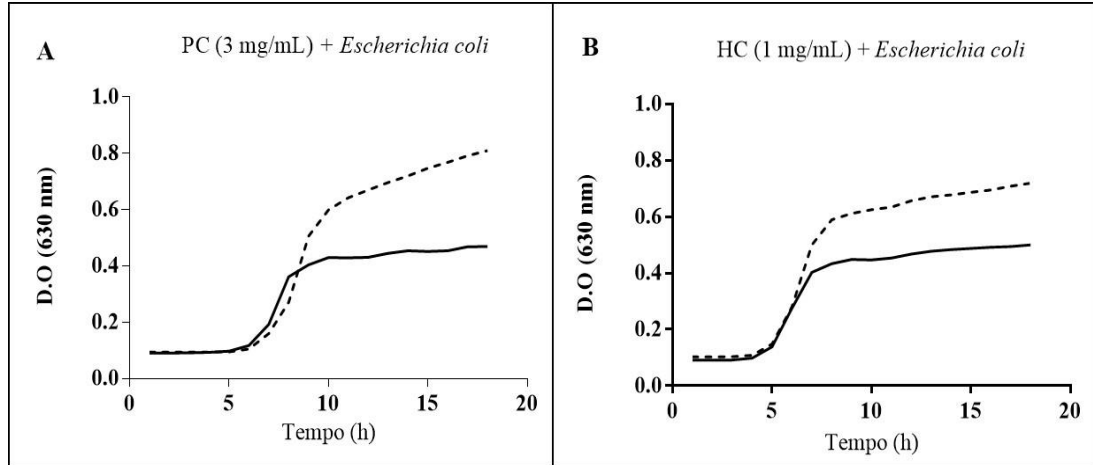 A
PC (3 mg/mL) + Escherichia coli
D.O (630 nm)
1.0
0.8
0.6
0.4
0.2
0.0
0 5 10 15 20
Tempo (h)
B
HC (1 mg/mL) + Escherichia coli
D.O (630 nm)
1.0
0.8
0.6
0.4
0.2
0.0
0 5 10 15 20
Tempo (h)